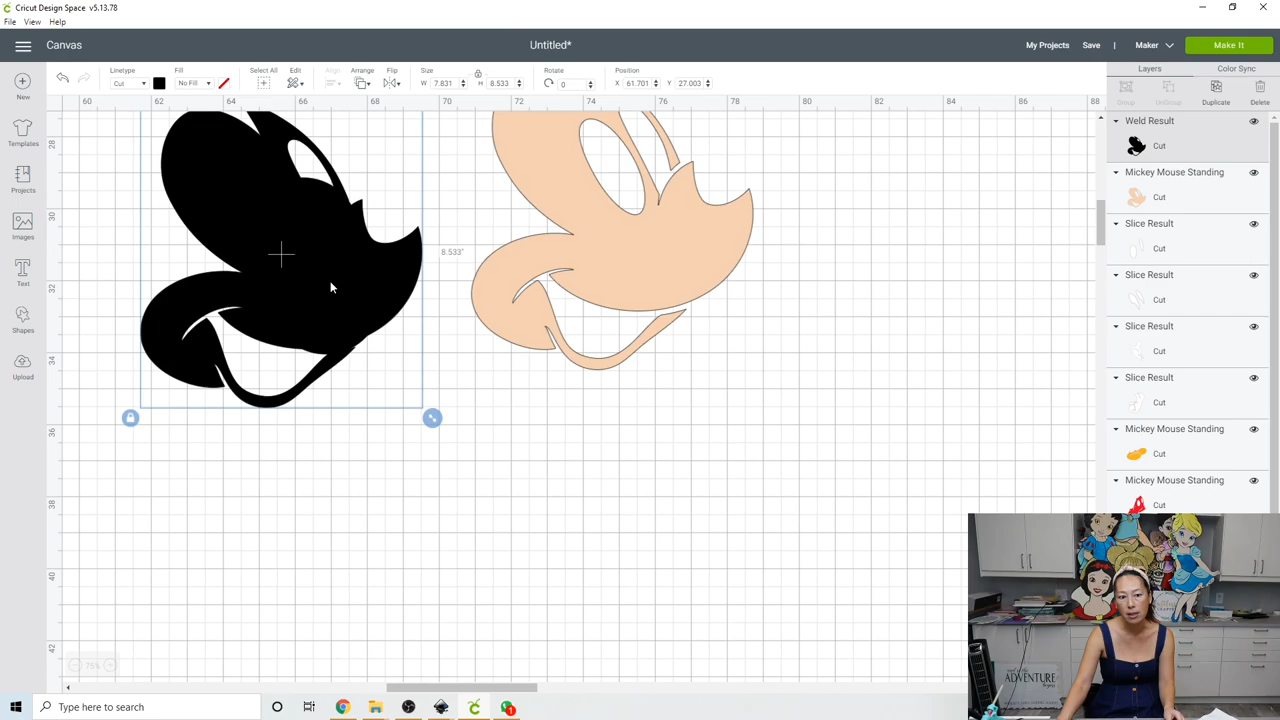 Cricut Design Space v5.13.78
File View Help
Canvas
Untitled*
My Projects Save | Maker Make It
Linetype Fill Select All Edit Align Arrange Flip Size Rotate Position
Cut No Fill W 7.831 H 8.533 0 X 61.701 Y 27.003
Layers Color Sync
Group UnGroup Duplicate Delete
60 62 64 66 68 70 72 74 76 78 80 82 84 86 88
28
30
32
34
36
38
40
42
New
Templates
Projects
Images
Text
Shapes
Upload
8.533"
75%
Weld Result
Cut
Mickey Mouse Standing
Cut
Slice Result
Cut
Slice Result
Cut
Slice Result
Cut
Slice Result
Cut
Mickey Mouse Standing
Cut
Mickey Mouse Standing
Cut
ADVENTURE
Type here to search
1